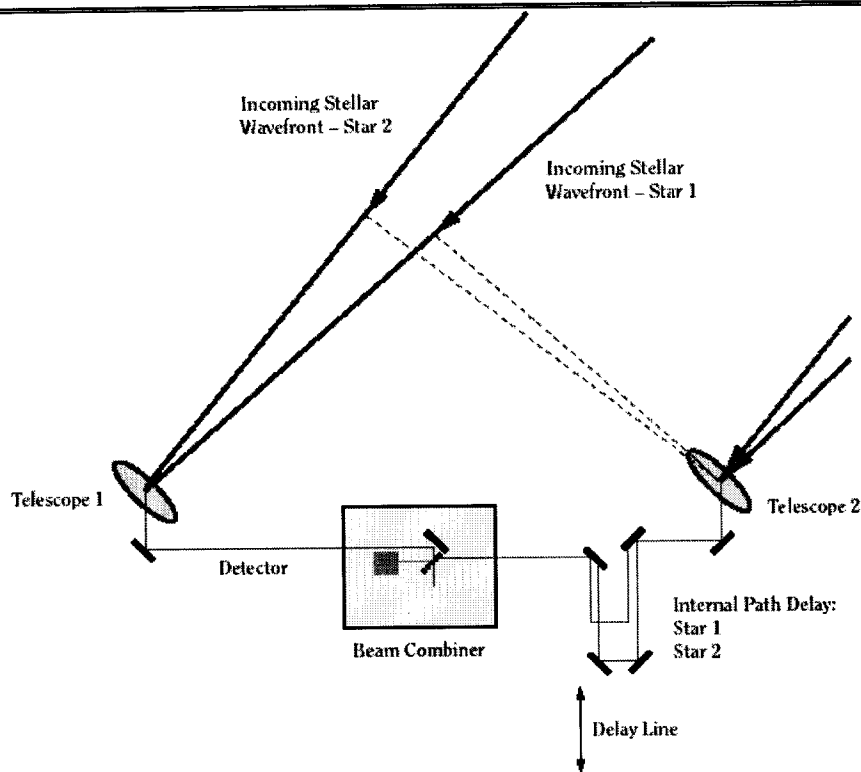 Incoming Stellar
Wavefront – Star 2
Incoming Stellar
Wavefront – Star 1
Telescope 1
Telescope 2
Detector
Beam Combiner
Internal Path Delay:
Star 1
Star 2
Delay Line